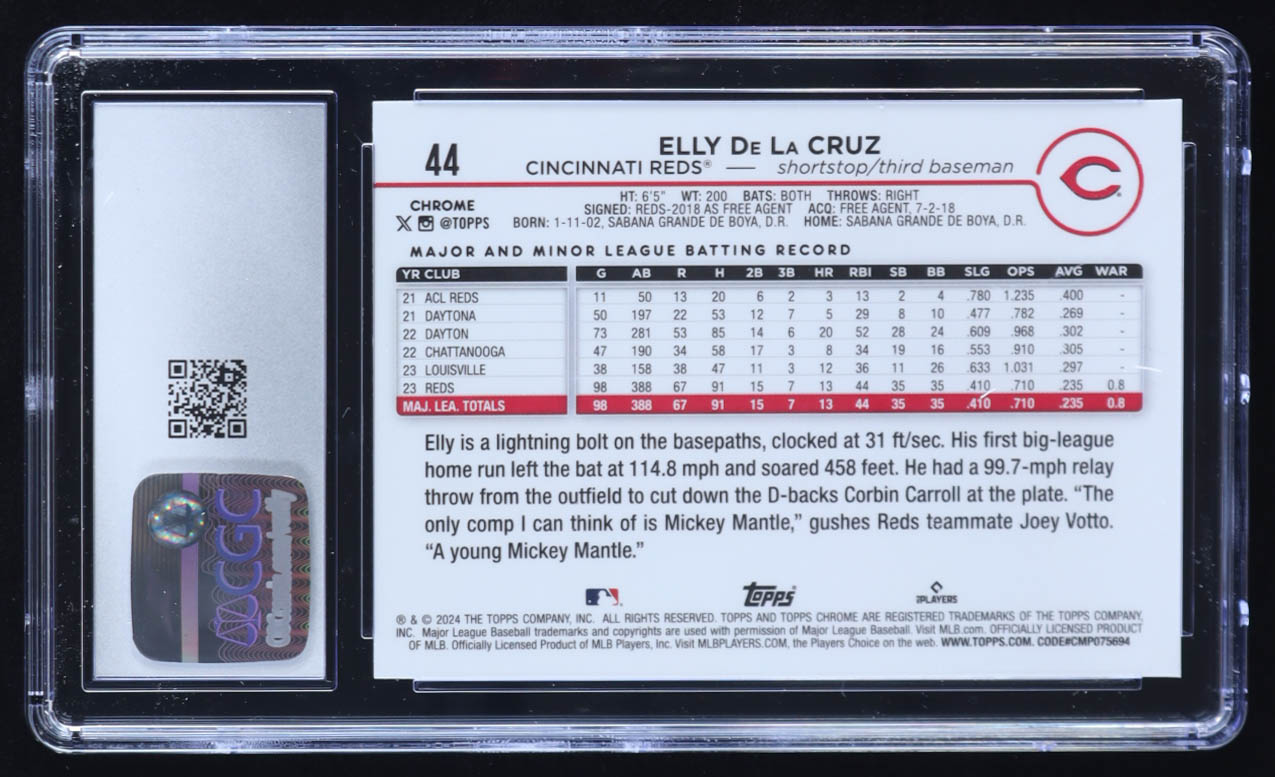 44
ELLY DE LA CRUZ
CINCINNATI REDS® — shortstop/third baseman
C
CHROME
@TOPPS
HT: 6'5" WT: 200 BATS: BOTH THROWS: RIGHT
SIGNED: REDS-2018 AS FREE AGENT ACQ: FREE AGENT, 7-2-18
BORN: 1-11-02, SABANA GRANDE DE BOYA, D.R. HOME: SABANA GRANDE DE BOYA, D.R.
MAJOR AND MINOR LEAGUE BATTING RECORD
YR CLUB G AB R H 2B 3B HR RBI SB BB SLG OPS AVG WAR
21 ACL REDS 11 50 13 20 6 2 3 13 2 4 .780 1.235 .400 -
21 DAYTONA 50 197 22 53 12 7 5 29 8 10 .477 .782 .269 -
22 DAYTON 73 281 53 85 14 6 20 52 28 24 .609 .968 .302 -
22 CHATTANOOGA 47 190 34 58 17 3 8 34 19 16 .553 .910 .305 -
23 LOUISVILLE 38 158 38 47 11 3 12 36 11 26 .633 1.031 .297 -
23 REDS 98 388 67 91 15 7 13 44 35 35 .410 .710 .235 0.8
MAJ. LEA. TOTALS 98 388 67 91 15 7 13 44 35 35 .410 .710 .235 0.8
Elly is a lightning bolt on the basepaths, clocked at 31 ft/sec. His first big-league
home run left the bat at 114.8 mph and soared 458 feet. He had a 99.7-mph relay
throw from the outfield to cut down the D-backs Corbin Carroll at the plate. “The
only comp I can think of is Mickey Mantle,” gushes Reds teammate Joey Votto.
“A young Mickey Mantle.”
Topps
PLAYERS
® & © 2024 THE TOPPS COMPANY, INC. ALL RIGHTS RESERVED. TOPPS AND TOPPS CHROME ARE REGISTERED TRADEMARKS OF THE TOPPS COMPANY,
INC. Major League Baseball trademarks and copyrights are used with permission of Major League Baseball. Visit MLB.com. OFFICIALLY LICENSED PRODUCT
OF MLB. Officially Licensed Product of MLB Players, Inc. Visit MLBPLAYERS.COM, the Players Choice on the web. WWW.TOPPS.COM. CODE#CMP075694
CGC